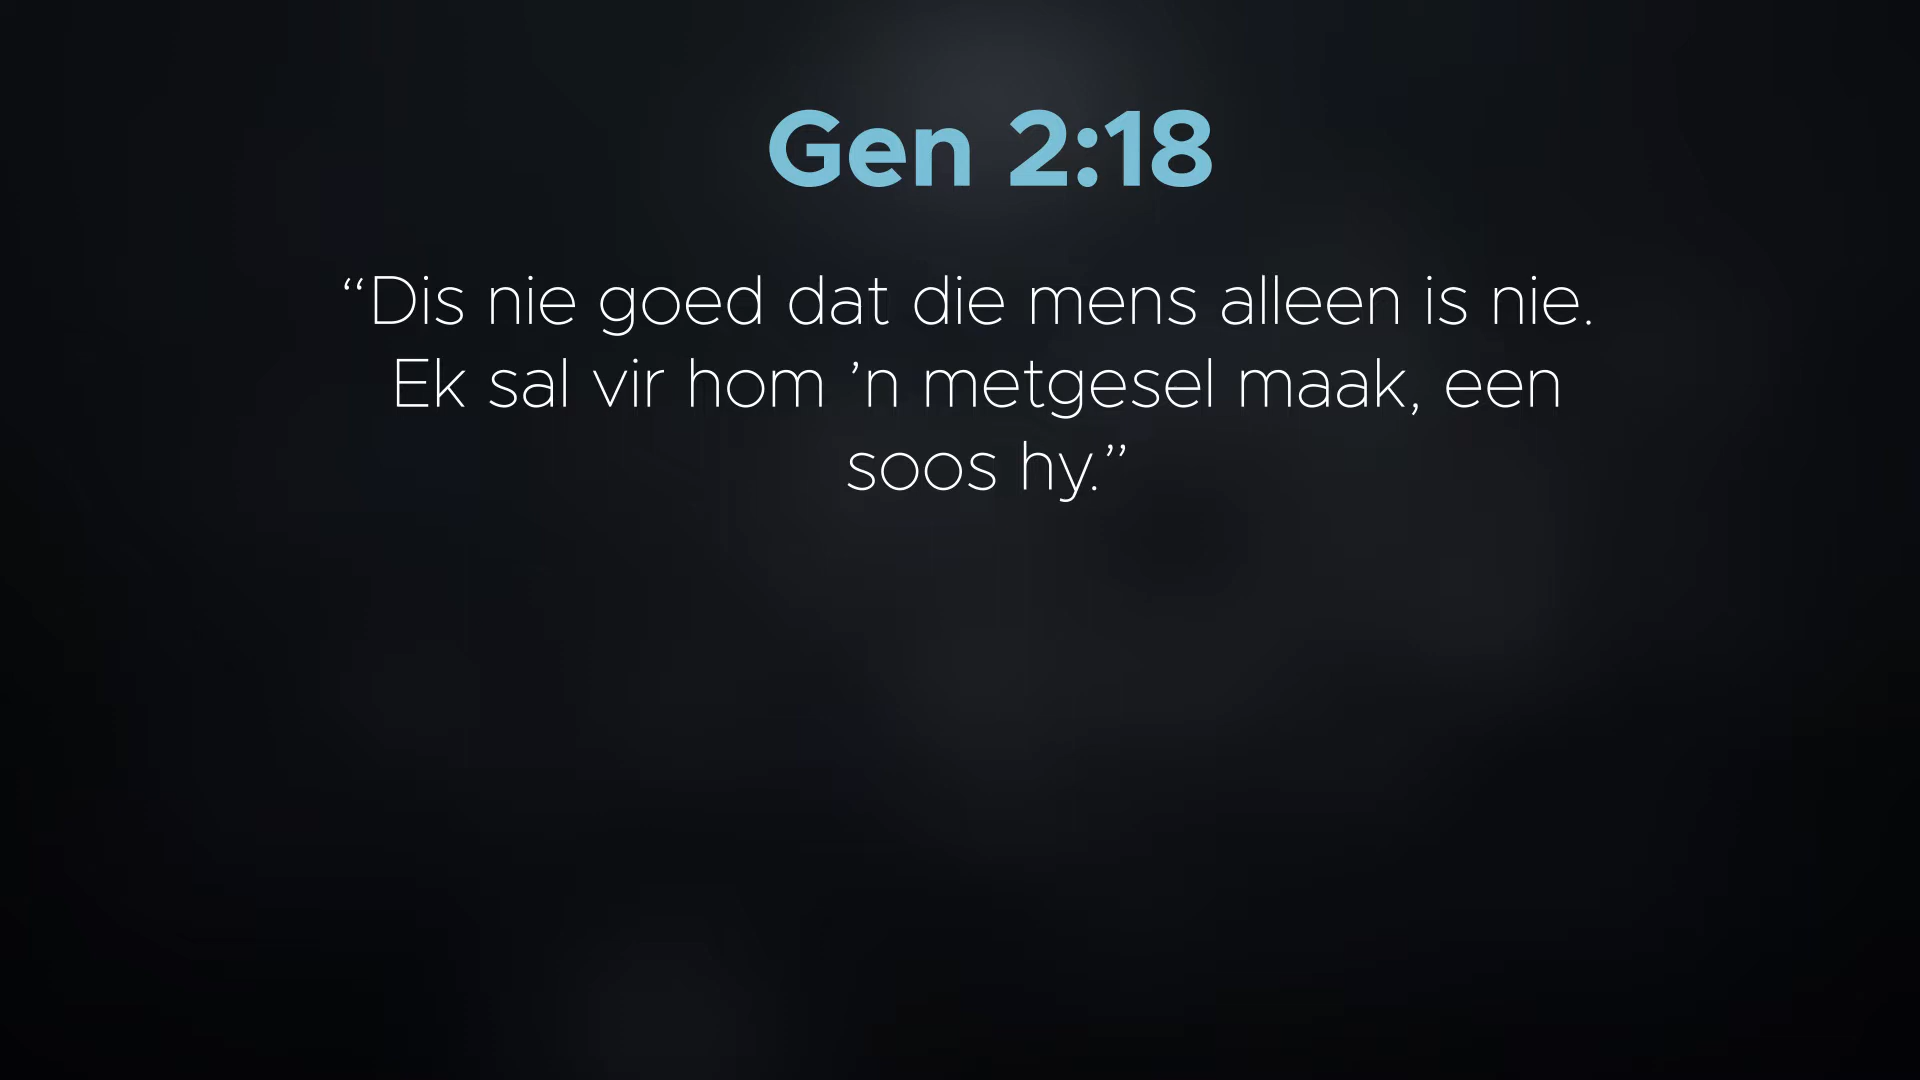 Gen 2:18
“Dis nie goed dat die mens alleen is nie.
Ek sal vir hom ’n metgesel maak, een
soos hy.”